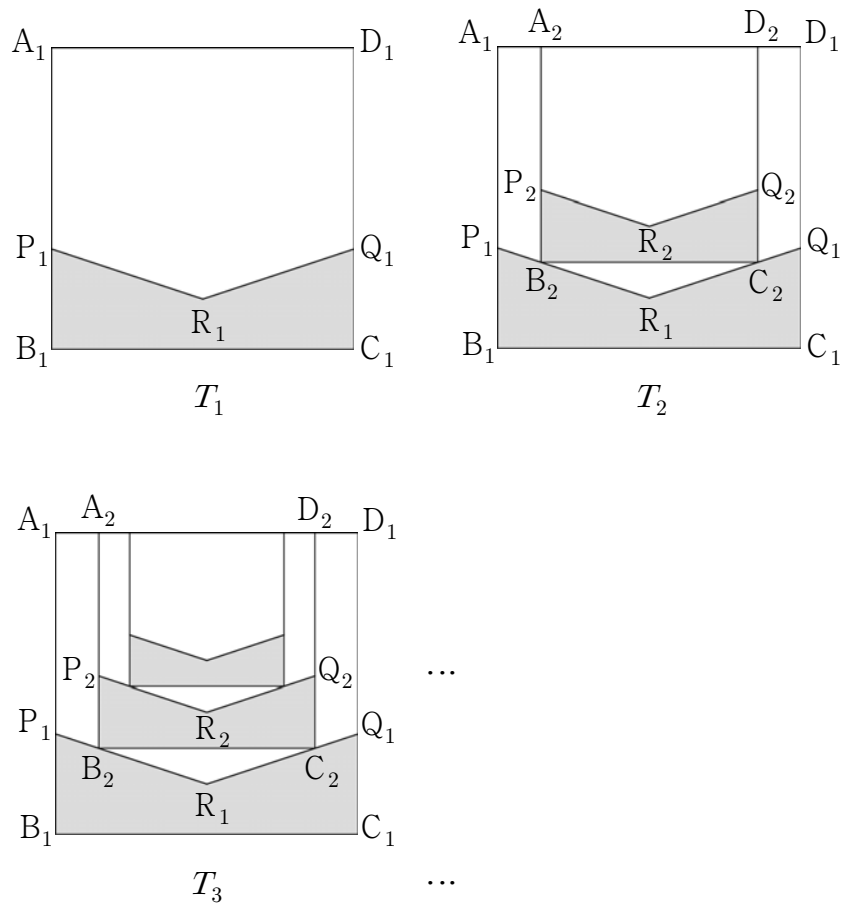 A₁ D₁
P₁ Q₁
R₁
B₁ C₁
T₁
A₁ A₂ D₂ D₁
P₂ Q₂
P₁ R₂ Q₁
B₂ C₂
R₁
B₁ C₁
T₂
A₁ A₂ D₂ D₁
P₂ Q₂ ...
P₁ R₂ Q₁
B₂ C₂
R₁
B₁ C₁
T₃ ...